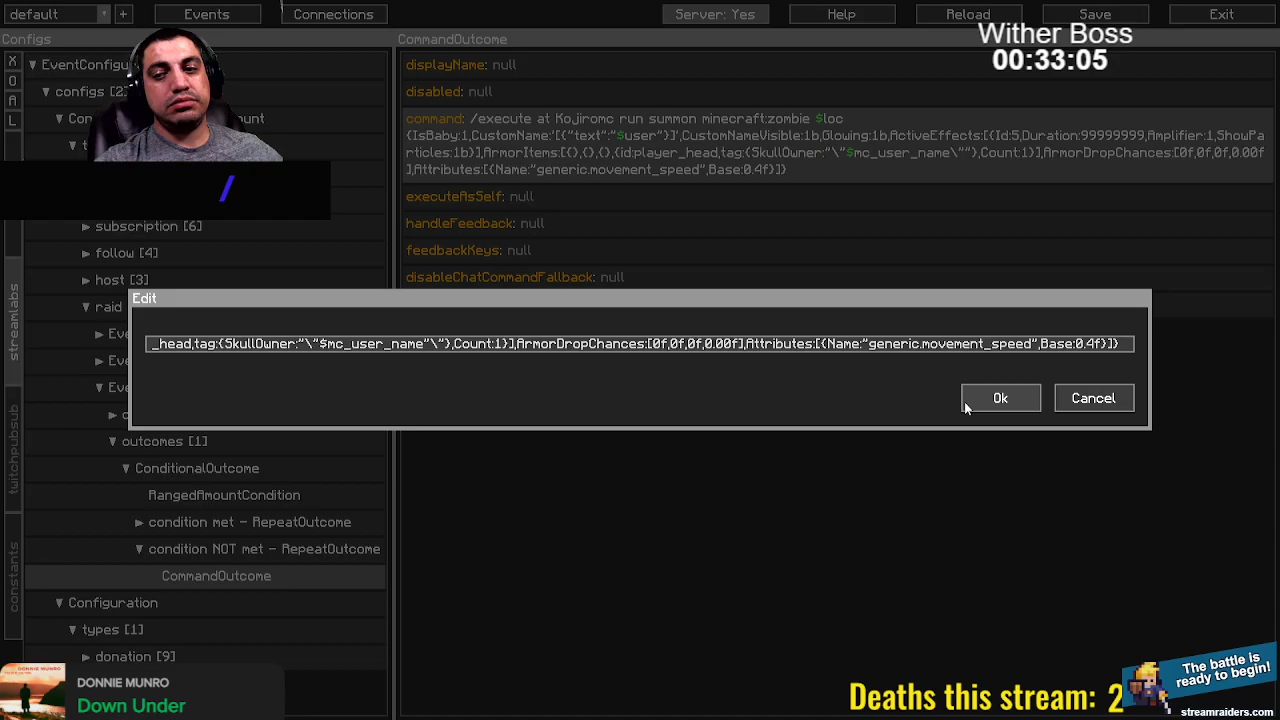 default
+
Events
Connections
Server: Yes
Help
Reload
Save
Exit
Wither Boss
00:33:05
Configs
X
O
A
L
streamlabs
twitchpubsub
constants
subscription [6]
follow [4]
host [3]
outcomes [1]
ConditionalOutcome
RangedAmountCondition
condition met - RepeatOutcome
condition NOT met - RepeatOutcome
CommandOutcome
Configuration
types [1]
donation [9]
CommandOutcome
displayName: null
disabled: null
command: /execute at Kojiromc run summon minecraft:zombie $loc
{IsBaby:1,CustomName:'[{"text":"$user"}]',CustomNameVisible:1b,Glowing:1b,ActiveEffects:[{Id:5,Duration:99999999,Amplifier:1,ShowPa
rticles:1b}],ArmorItems:[{},{},{},{id:player_head,tag:{SkullOwner:"\"$mc_user_name\""},Count:1}],ArmorDropChances:[0f,0f,0f,0.00f
],Attributes:[{Name:"generic.movement_speed",Base:0.4f}]}
executeAsSelf: null
handleFeedback: null
feedbackKeys: null
disableChatCommandFallback: null
Edit
_head,tag:{SkullOwner:"\"$mc_user_name"\"},Count:1}],ArmorDropChances:[0f,0f,0f,0.00f],Attributes:[{Name:"generic.movement_speed",Base:0.4f}]}
Ok
Cancel
/
DONNIE MUNRO
DONNIE MUNRO
Down Under
Deaths this stream: 2
The battle is
ready to begin!
streamraiders.com